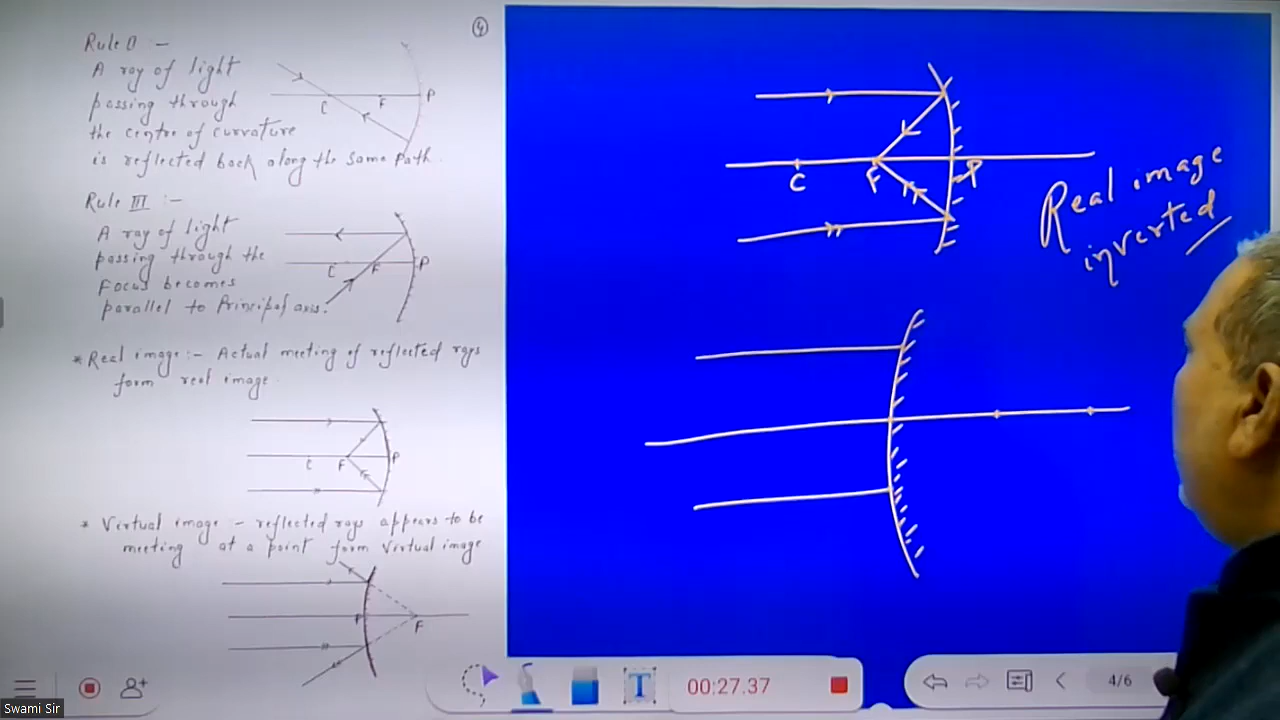 4
Rule II :-
A ray of light
passing through
the centre of curvature
is reflected back along the same path.
C F P
Rule III :-
A ray of light
passing through the
Focus becomes
parallel to Principal axis.
C F P
* Real image :- Actual meeting of reflected rays
form real image
C F P
* Virtual image - reflected rays appears to be
meeting at a point form virtual image
P F
C F P
Real image
inverted
T 00:27.37 4/6
Swami Sir